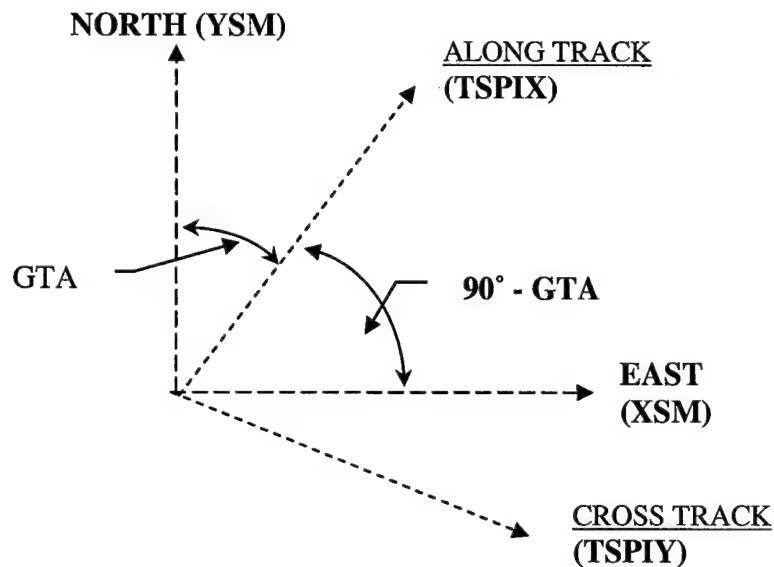 NORTH (YSM)
ALONG TRACK
(TSPIX)
GTA
90° - GTA
EAST
(XSM)
CROSS TRACK
(TSPIY)